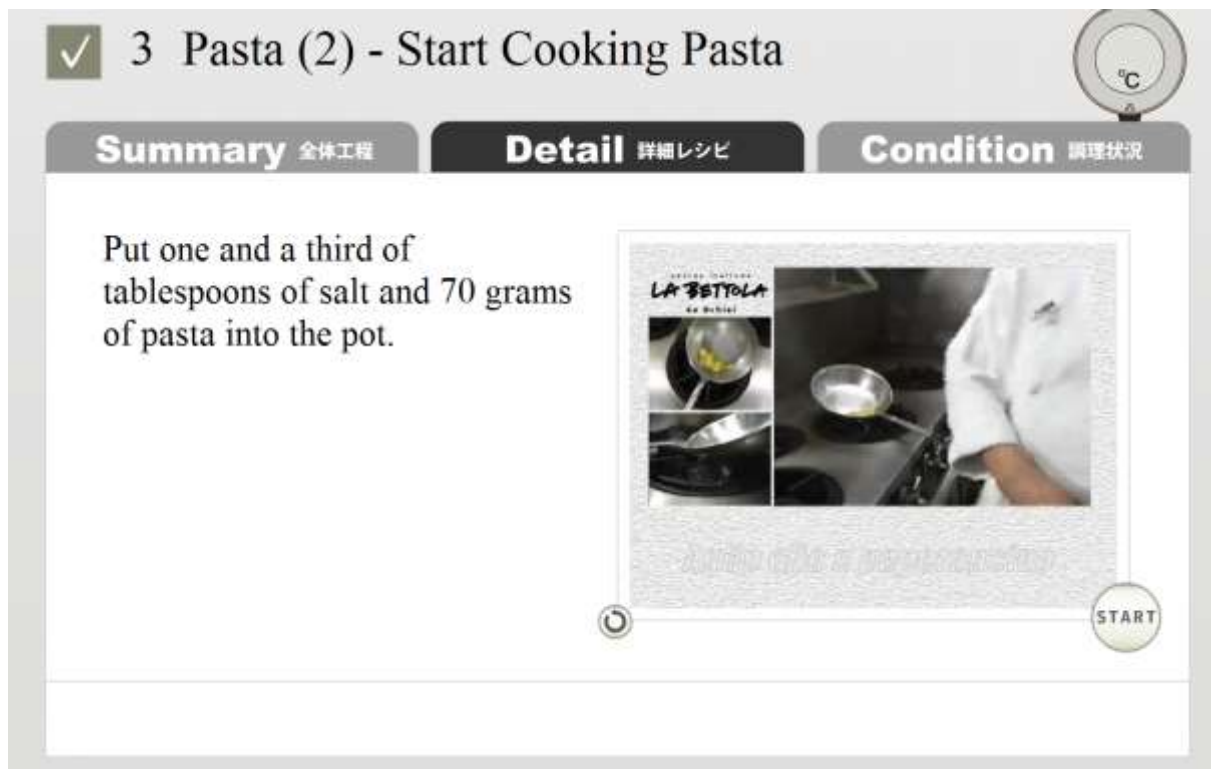 3 Pasta (2) - Start Cooking Pasta
°C
Summary 全体工程
Detail 詳細レシピ
Condition 調理状況
Put one and a third of
tablespoons of salt and 70 grams
of pasta into the pot.
LA BETTOLA
da Ochiai
START